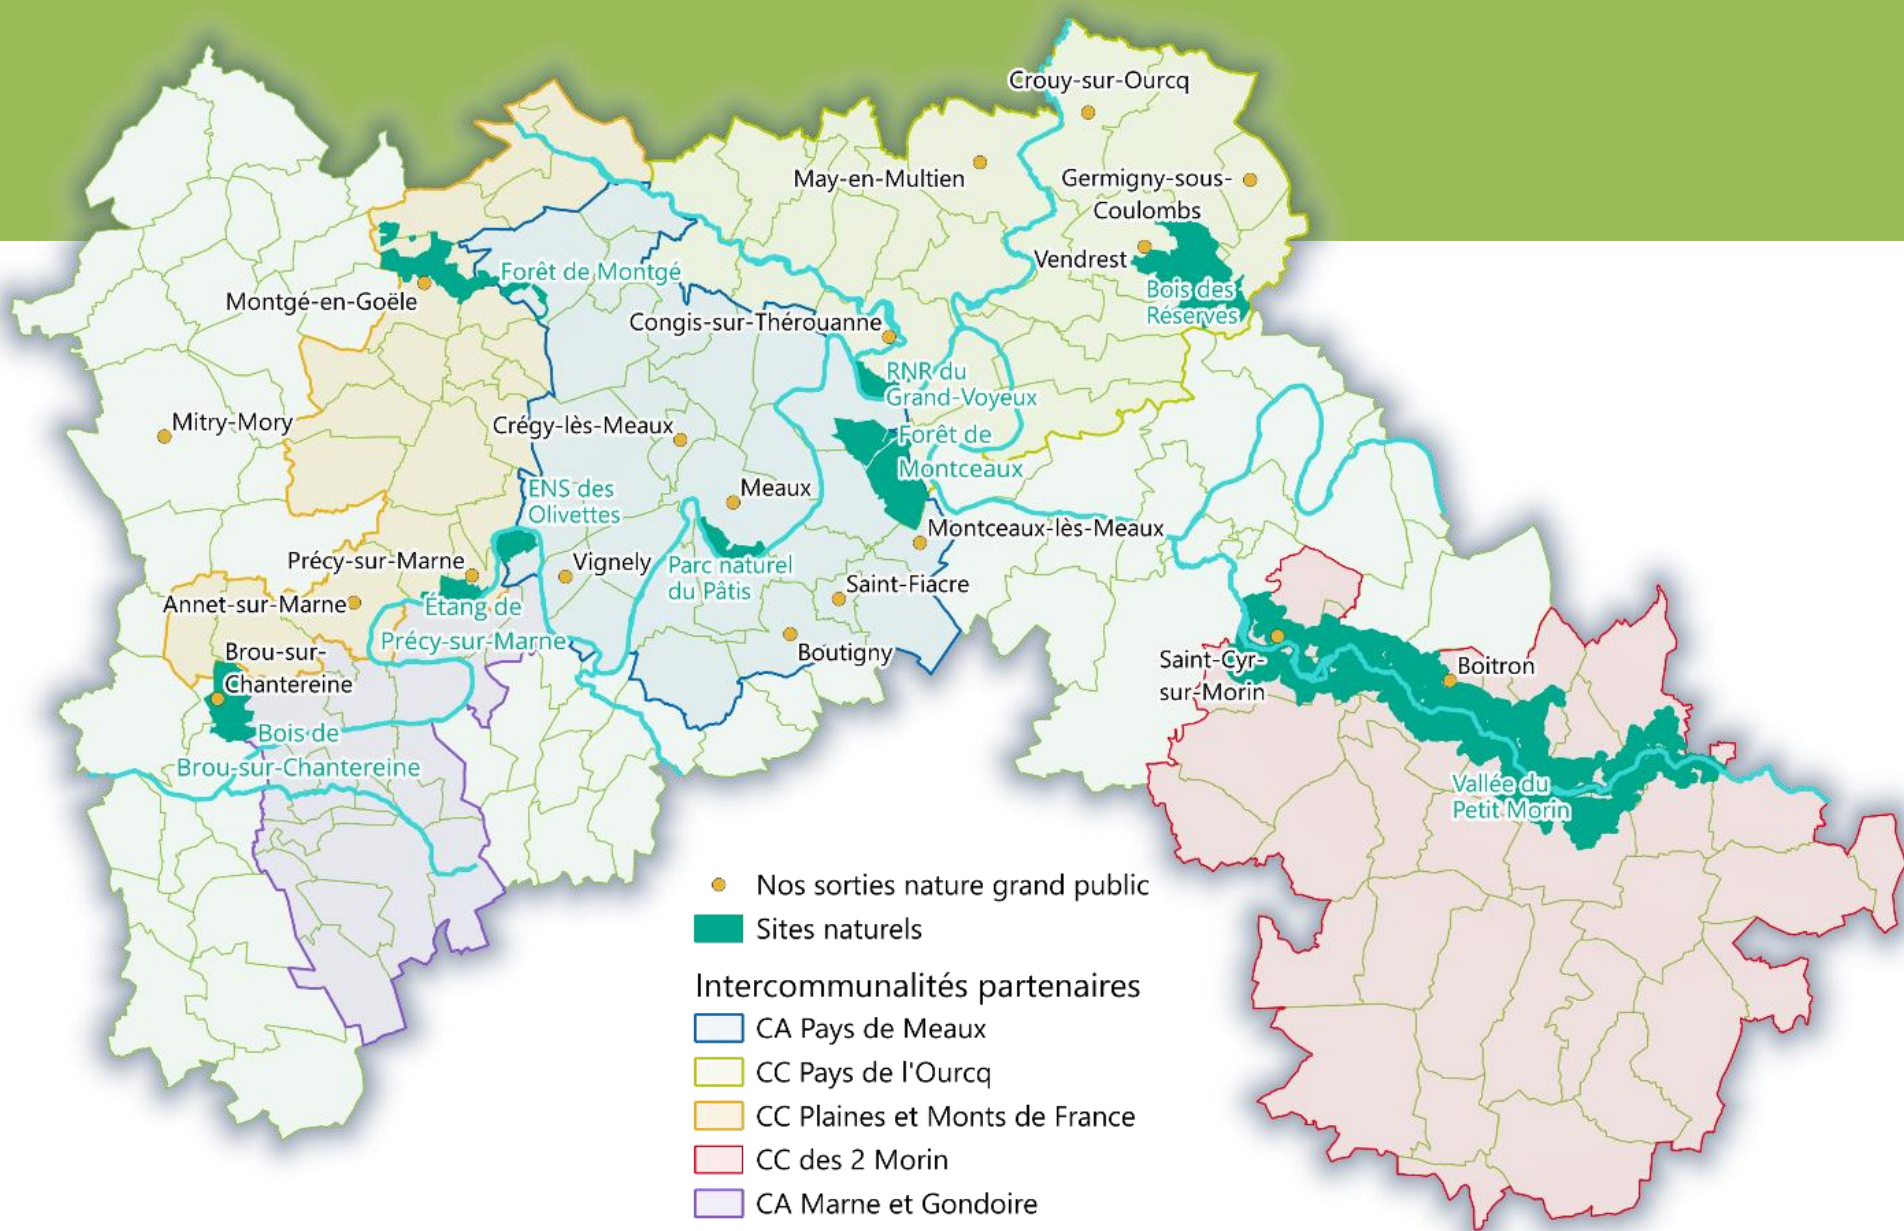 Crouy-sur-Ourcq
May-en-Multien
Germigny-sous-
Coulombs
Vendrest
Bois des
Réserves
Forêt de Montgé
Montgé-en-Goële
Congis-sur-Thérouanne
RNR du
Grand-Voyeux
Mitry-Mory
Crégy-lès-Meaux
Forêt de
Montceaux
ENS des
Olivettes
Meaux
Montceaux-lès-Meaux
Précy-sur-Marne
Vignely
Parc naturel
du Pâtis
Saint-Fiacre
Annet-sur-Marne
Étang de
Précy-sur-Marne
Boutigny
Brou-sur-
Chantereine
Saint-Cyr-
sur-Morin
Boitron
Bois de
Brou-sur-Chantereine
Vallée du
Petit Morin
Nos sorties nature grand public
Sites naturels
Intercommunalités partenaires
CA Pays de Meaux
CC Pays de l'Ourcq
CC Plaines et Monts de France
CC des 2 Morin
CA Marne et Gondoire